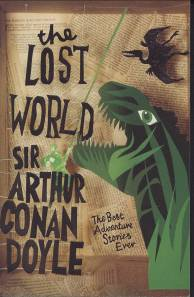 the
LOST
WORLD
SIR
ARTHUR
CONAN
DOYLE
The Best
Adventure
Stories
Ever